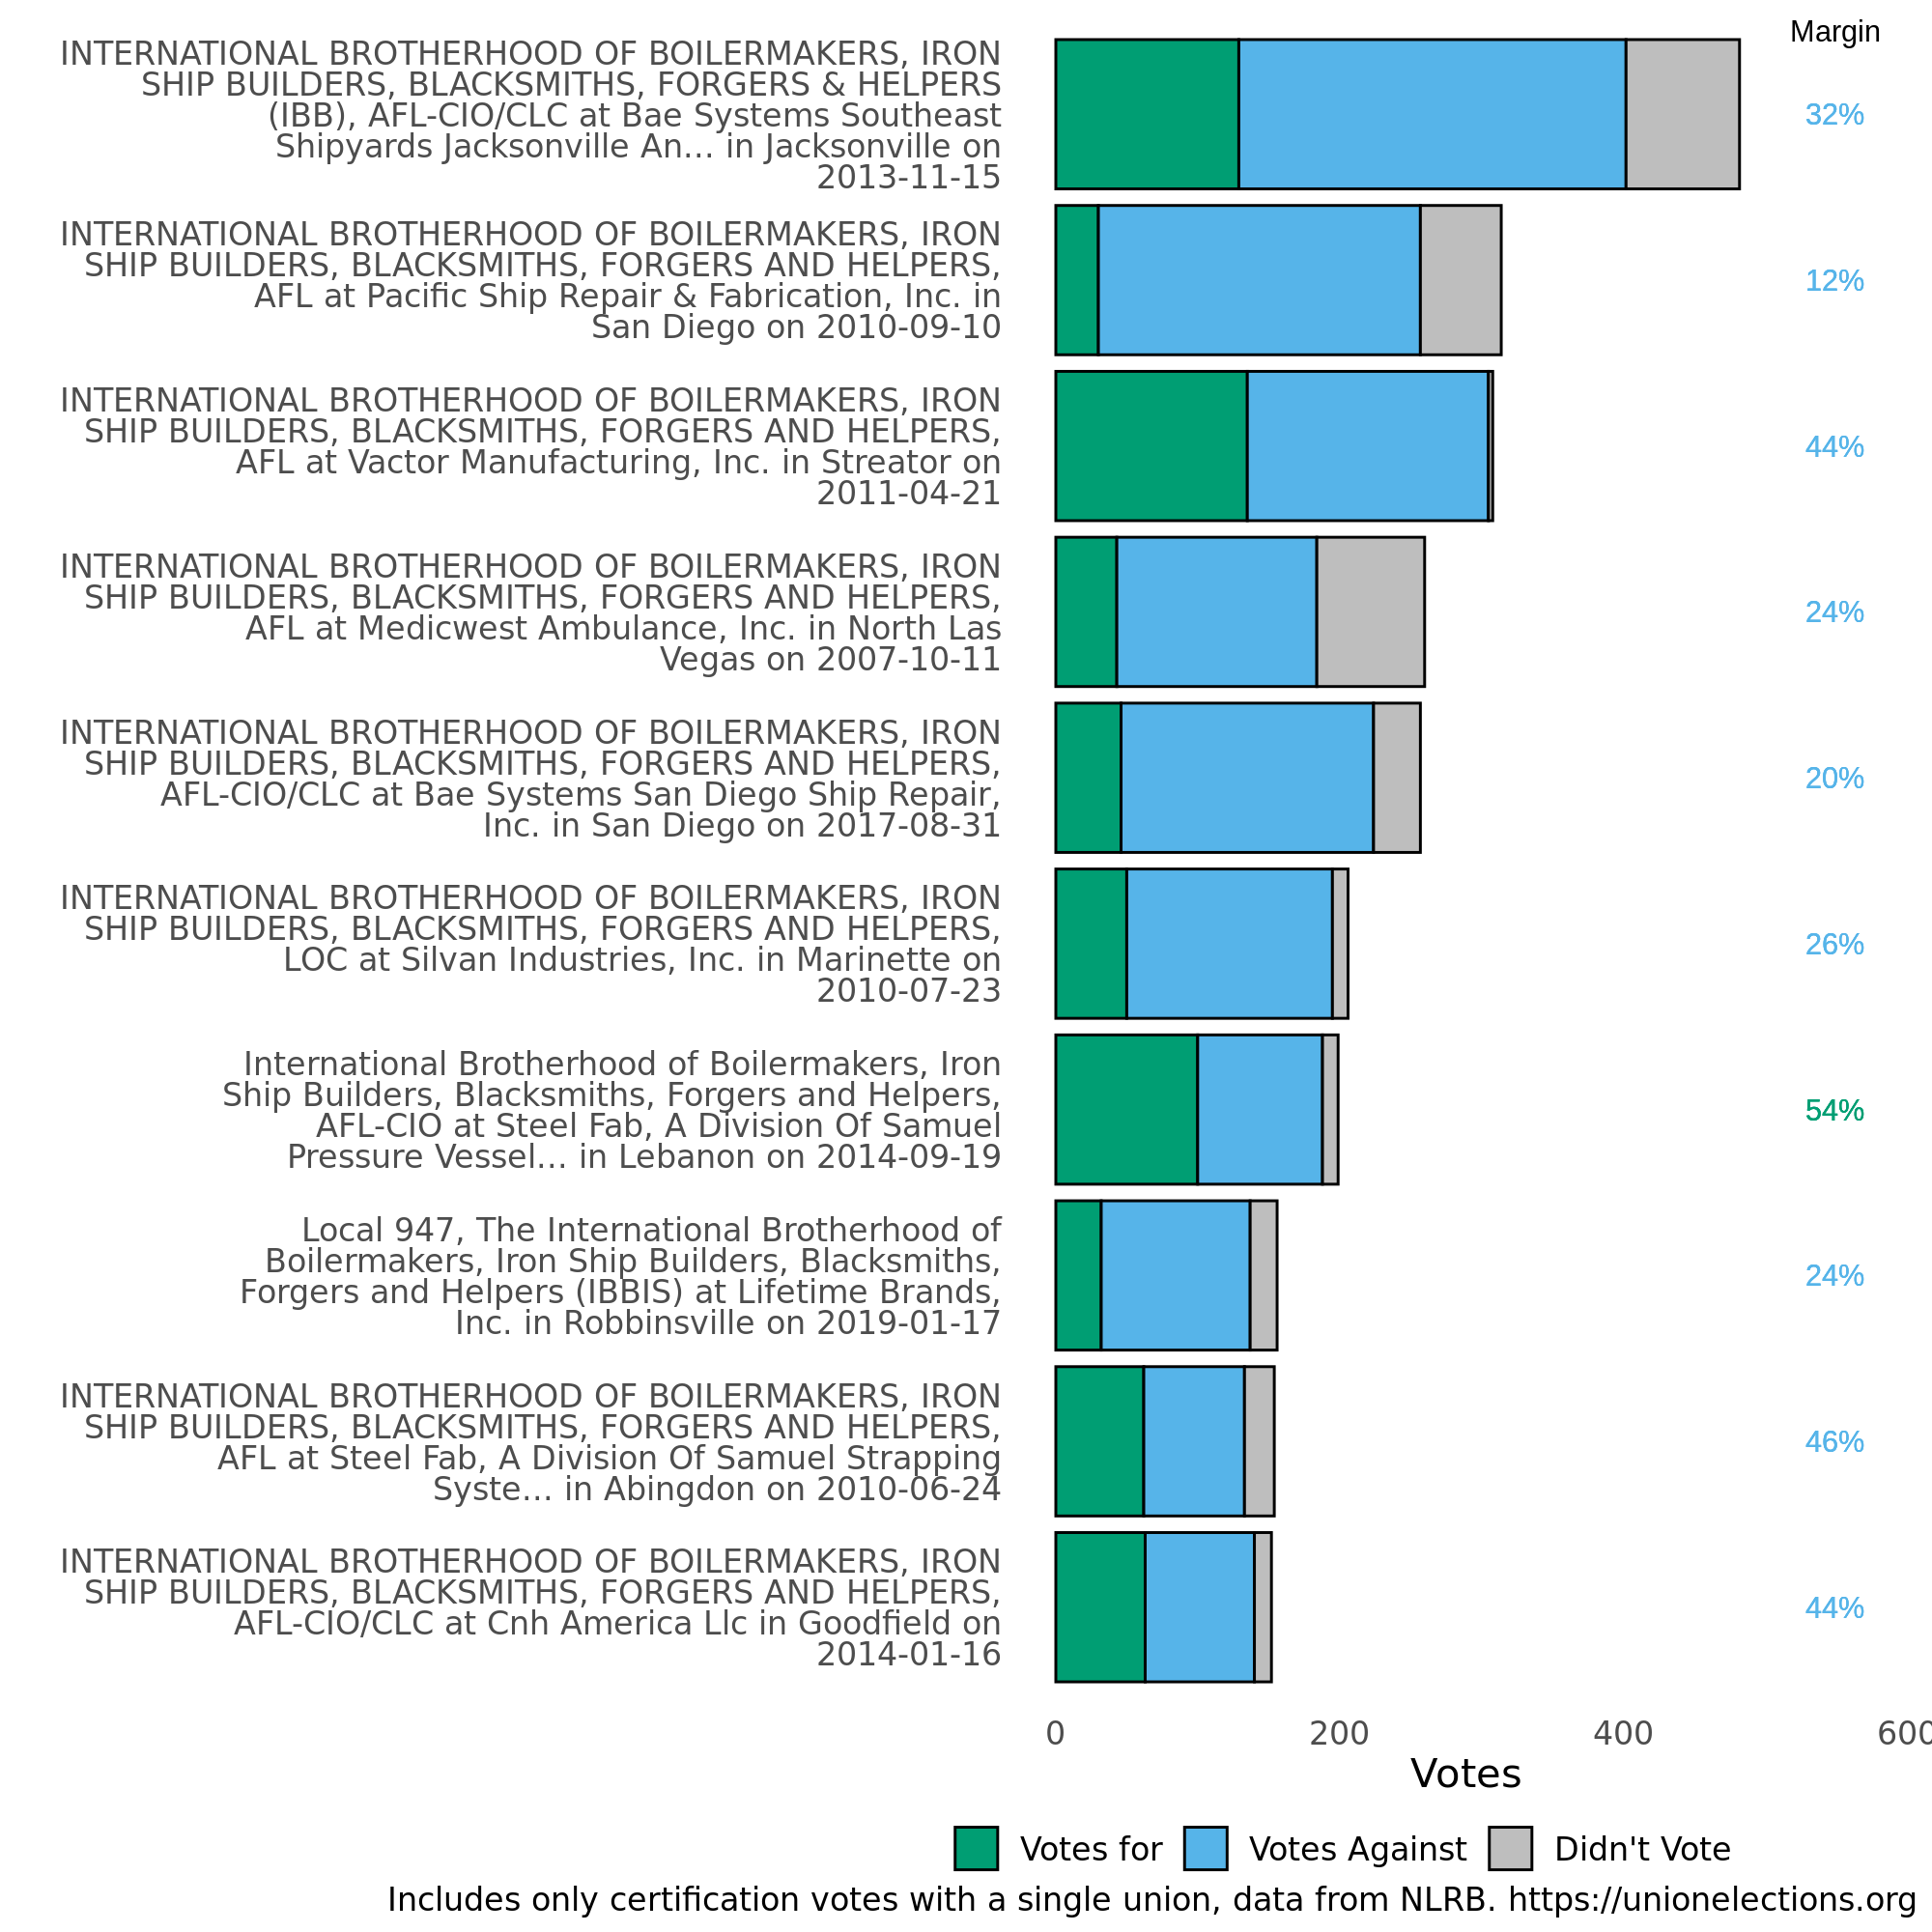 Margin
INTERNATIONAL BROTHERHOOD OF BOILERMAKERS, IRON
SHIP BUILDERS, BLACKSMITHS, FORGERS & HELPERS
(IBB), AFL-CIO/CLC at Bae Systems Southeast
Shipyards Jacksonville An... in Jacksonville on
2013-11-15
32%
INTERNATIONAL BROTHERHOOD OF BOILERMAKERS, IRON
SHIP BUILDERS, BLACKSMITHS, FORGERS AND HELPERS,
AFL at Pacific Ship Repair & Fabrication, Inc. in
San Diego on 2010-09-10
12%
INTERNATIONAL BROTHERHOOD OF BOILERMAKERS, IRON
SHIP BUILDERS, BLACKSMITHS, FORGERS AND HELPERS,
AFL at Vactor Manufacturing, Inc. in Streator on
2011-04-21
44%
INTERNATIONAL BROTHERHOOD OF BOILERMAKERS, IRON
SHIP BUILDERS, BLACKSMITHS, FORGERS AND HELPERS,
AFL at Medicwest Ambulance, Inc. in North Las
Vegas on 2007-10-11
24%
INTERNATIONAL BROTHERHOOD OF BOILERMAKERS, IRON
SHIP BUILDERS, BLACKSMITHS, FORGERS AND HELPERS,
AFL-CIO/CLC at Bae Systems San Diego Ship Repair,
Inc. in San Diego on 2017-08-31
20%
INTERNATIONAL BROTHERHOOD OF BOILERMAKERS, IRON
SHIP BUILDERS, BLACKSMITHS, FORGERS AND HELPERS,
LOC at Silvan Industries, Inc. in Marinette on
2010-07-23
26%
International Brotherhood of Boilermakers, Iron
Ship Builders, Blacksmiths, Forgers and Helpers,
AFL-CIO at Steel Fab, A Division Of Samuel
Pressure Vessel... in Lebanon on 2014-09-19
54%
Local 947, The International Brotherhood of
Boilermakers, Iron Ship Builders, Blacksmiths,
Forgers and Helpers (IBBIS) at Lifetime Brands,
Inc. in Robbinsville on 2019-01-17
24%
INTERNATIONAL BROTHERHOOD OF BOILERMAKERS, IRON
SHIP BUILDERS, BLACKSMITHS, FORGERS AND HELPERS,
AFL at Steel Fab, A Division Of Samuel Strapping
Syste... in Abingdon on 2010-06-24
46%
INTERNATIONAL BROTHERHOOD OF BOILERMAKERS, IRON
SHIP BUILDERS, BLACKSMITHS, FORGERS AND HELPERS,
AFL-CIO/CLC at Cnh America Llc in Goodfield on
2014-01-16
44%
0 200 400 600
Votes
Votes for Votes Against Didn't Vote
Includes only certification votes with a single union, data from NLRB. https://unionelections.org